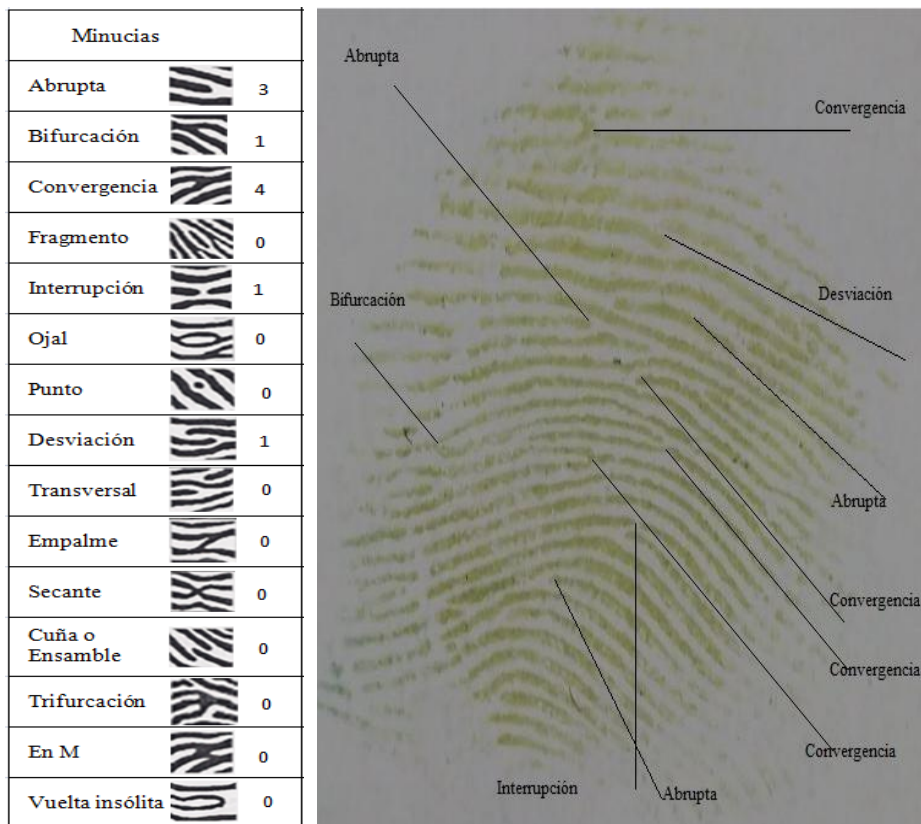 Minucias
Abrupta 3
Bifurcación 1
Convergencia 4
Fragmento 0
Interrupción 1
Ojal 0
Punto 0
Desviación 1
Transversal 0
Empalme 0
Secante 0
Cuña o
Ensamble 0
Trifurcación 0
En M 0
Vuelta insólita 0
Abrupta
Convergencia
Bifurcación
Desviación
Abrupta
Convergencia
Convergencia
Convergencia
Interrupción
Abrupta